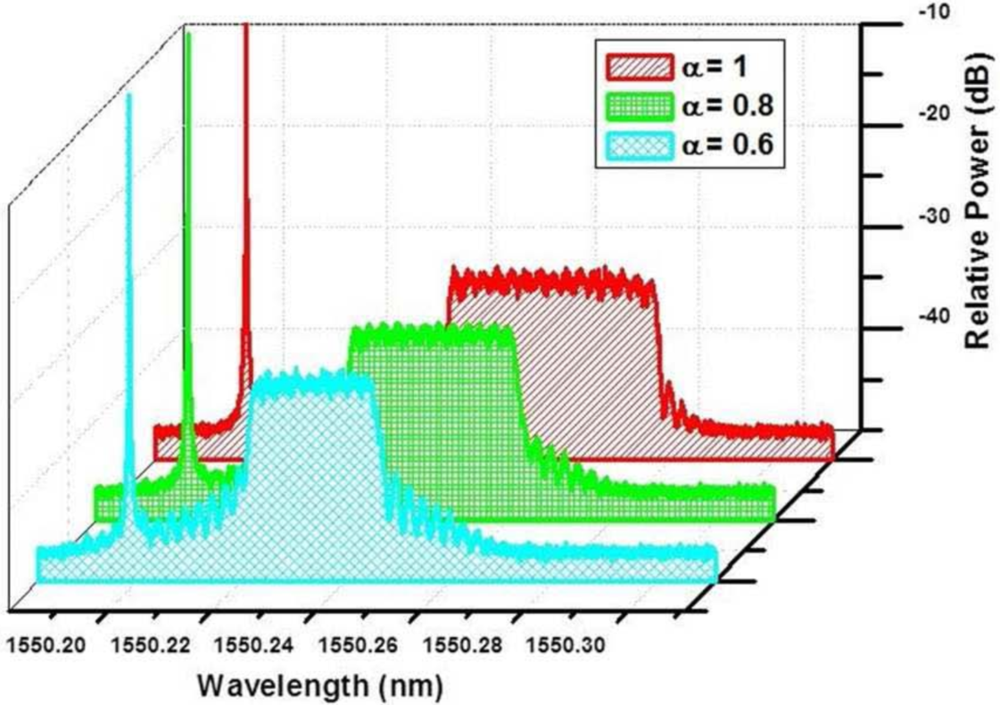 -10
α = 1
α = 0.8
α = 0.6
-20
-30
-40
Relative Power (dB)
1550.20 1550.22 1550.24 1550.26 1550.28 1550.30
Wavelength (nm)